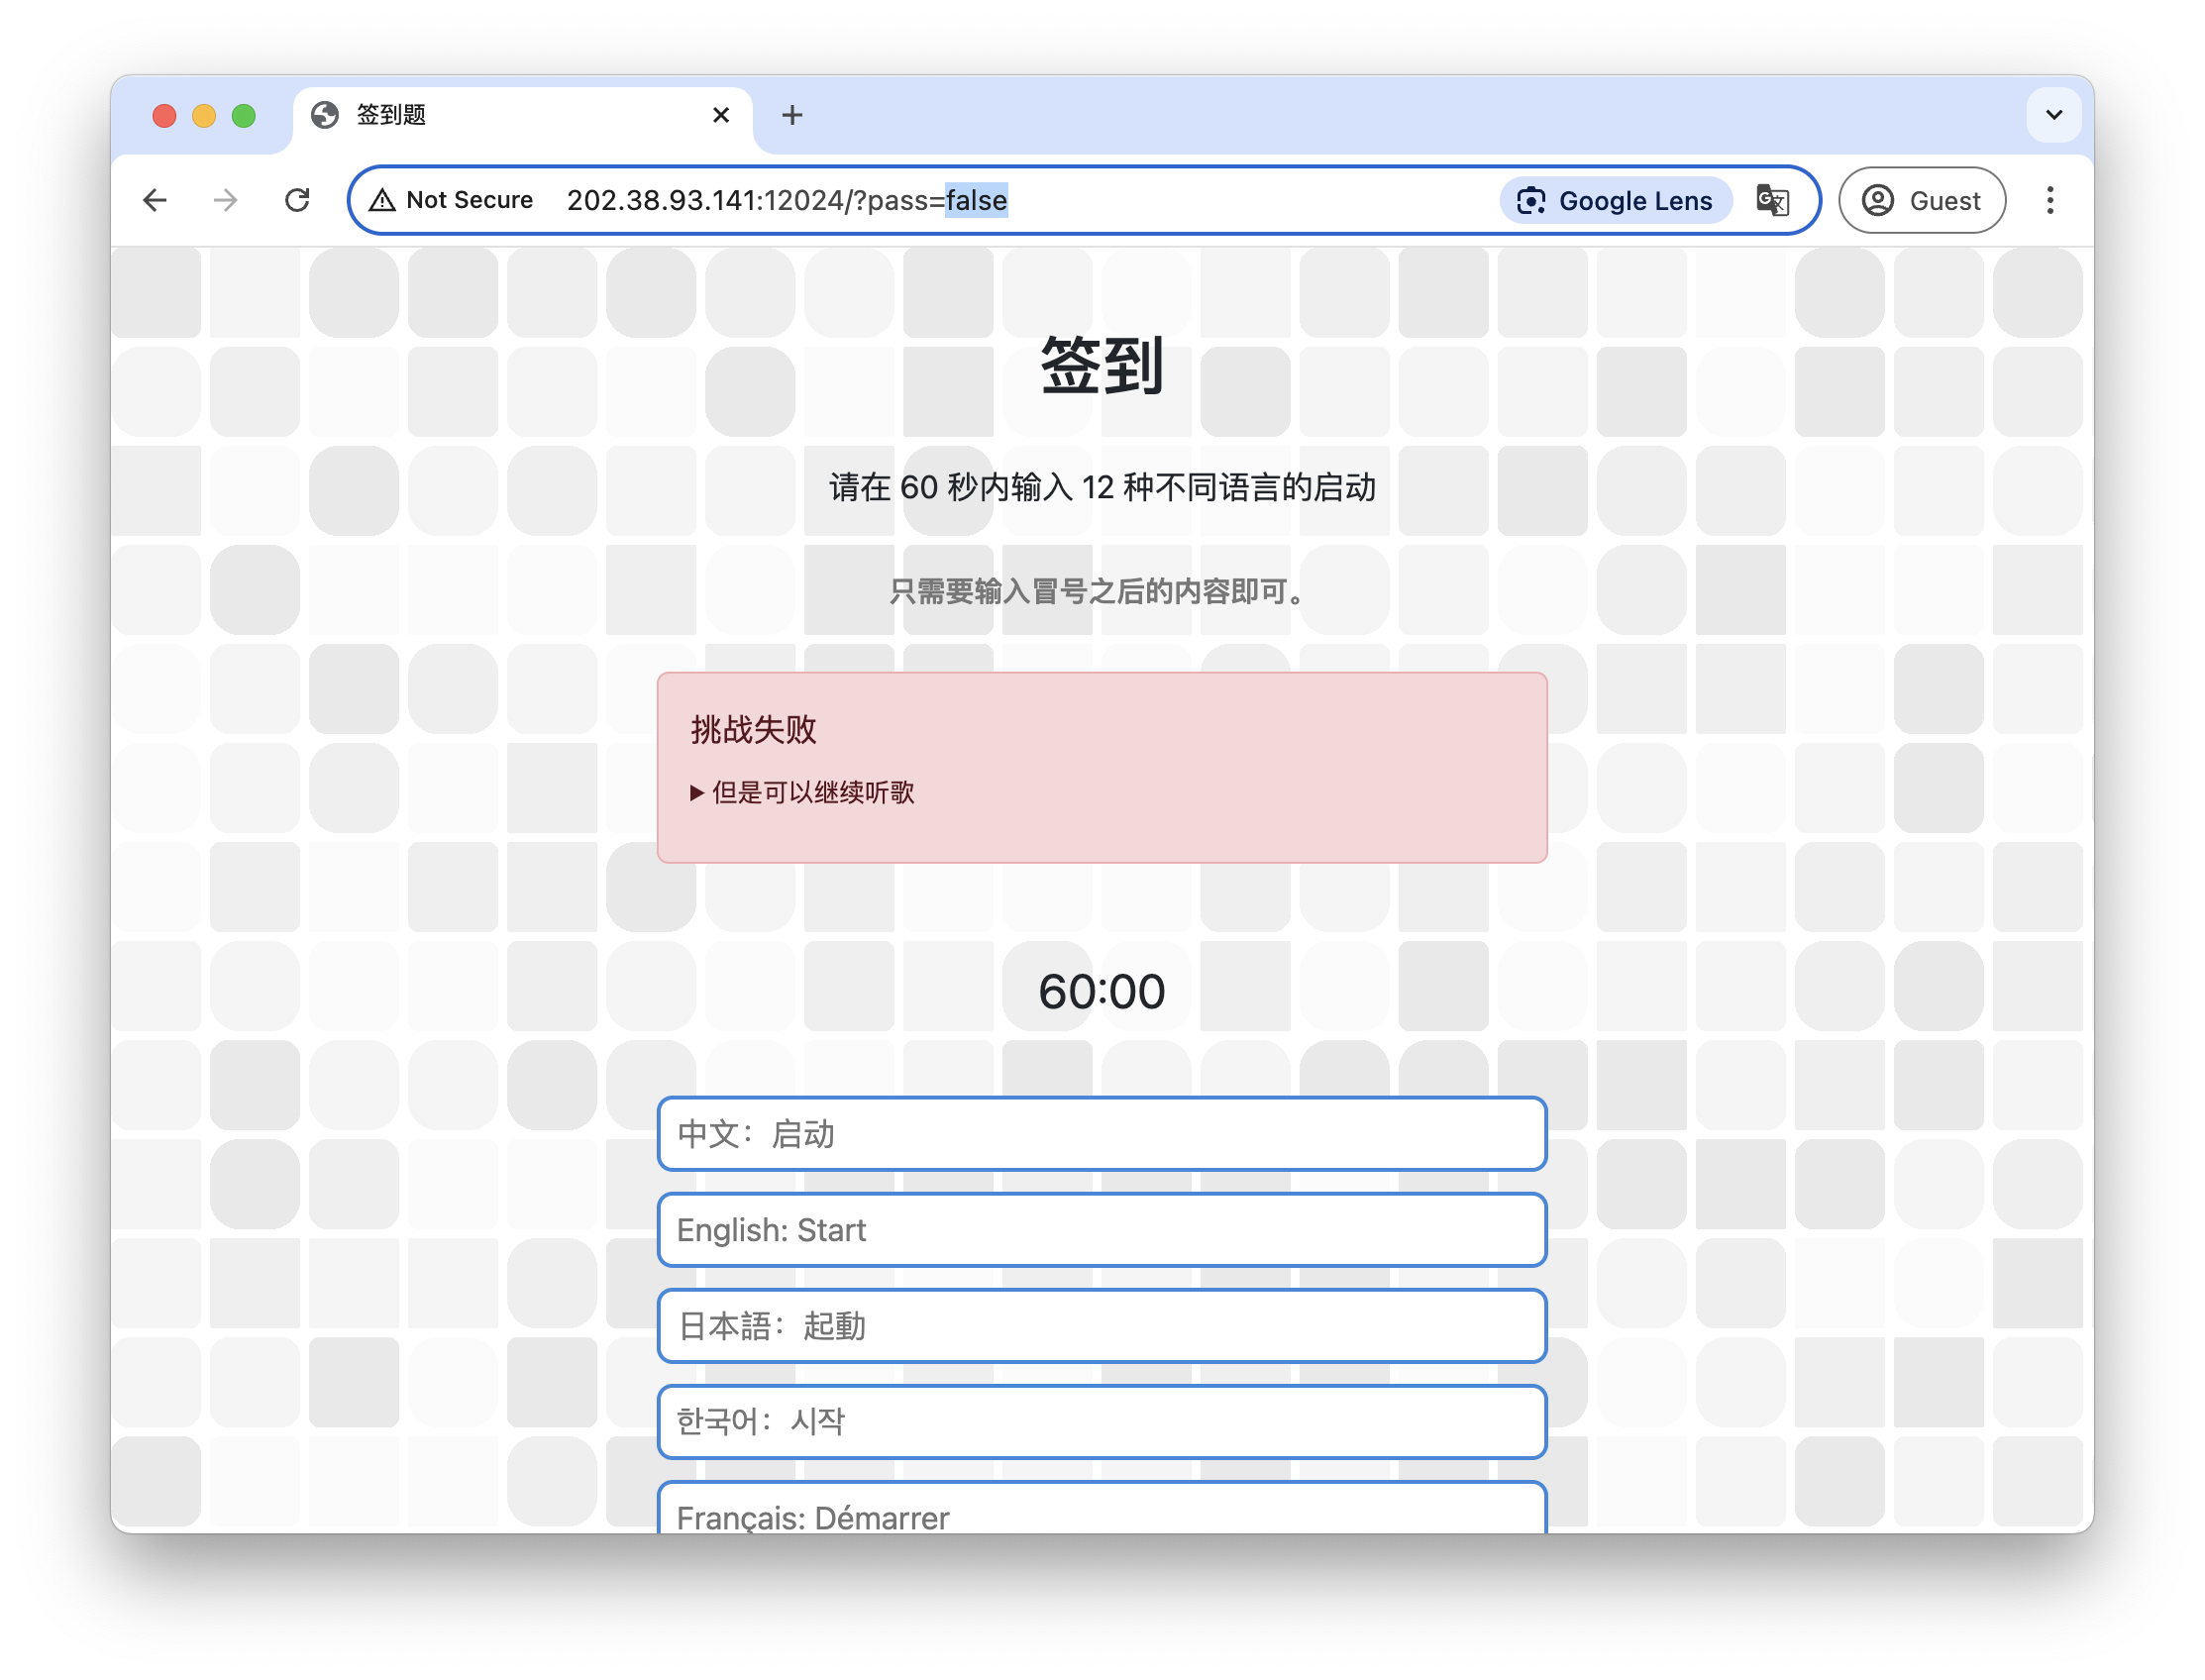 签到题
Not Secure 202.38.93.141:12024/?pass=false Google Lens Guest
签到
请在 60 秒内输入 12 种不同语言的启动
只需要输入冒号之后的内容即可。
挑战失败
▶ 但是可以继续听歌
60:00
中文：启动
English: Start
日本語：起動
한국어：시작
Français: Démarrer